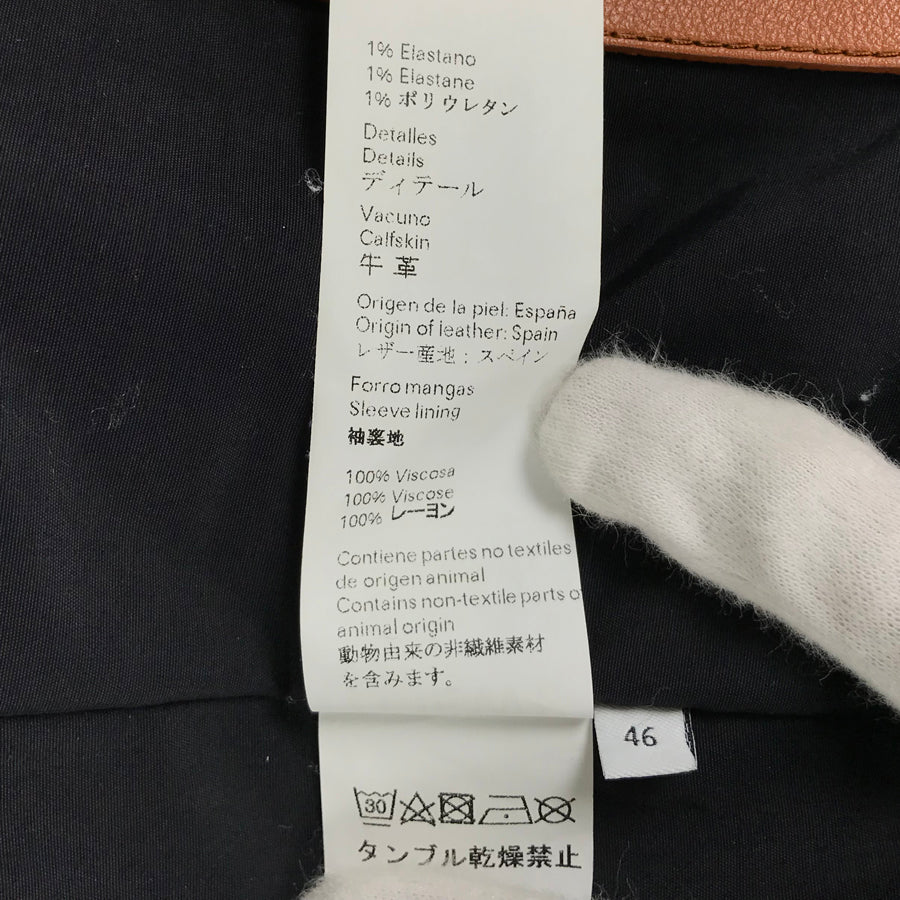 1% Elastano
1% Elastane
1% ポリウレタン
Detalles
Details
ディテール
Vacuno
Calfskin
牛革
Origen de la piel: España
Origin of leather: Spain
レザー産地：スペイン
Forro mangas
Sleeve lining
袖裏地
100% Viscosa
100% Viscose
100% レーヨン
Contiene partes no textiles
de origen animal
Contains non-textile parts of
animal origin
動物由来の非繊維素材
を含みます。
46
30
タンブル乾燥禁止